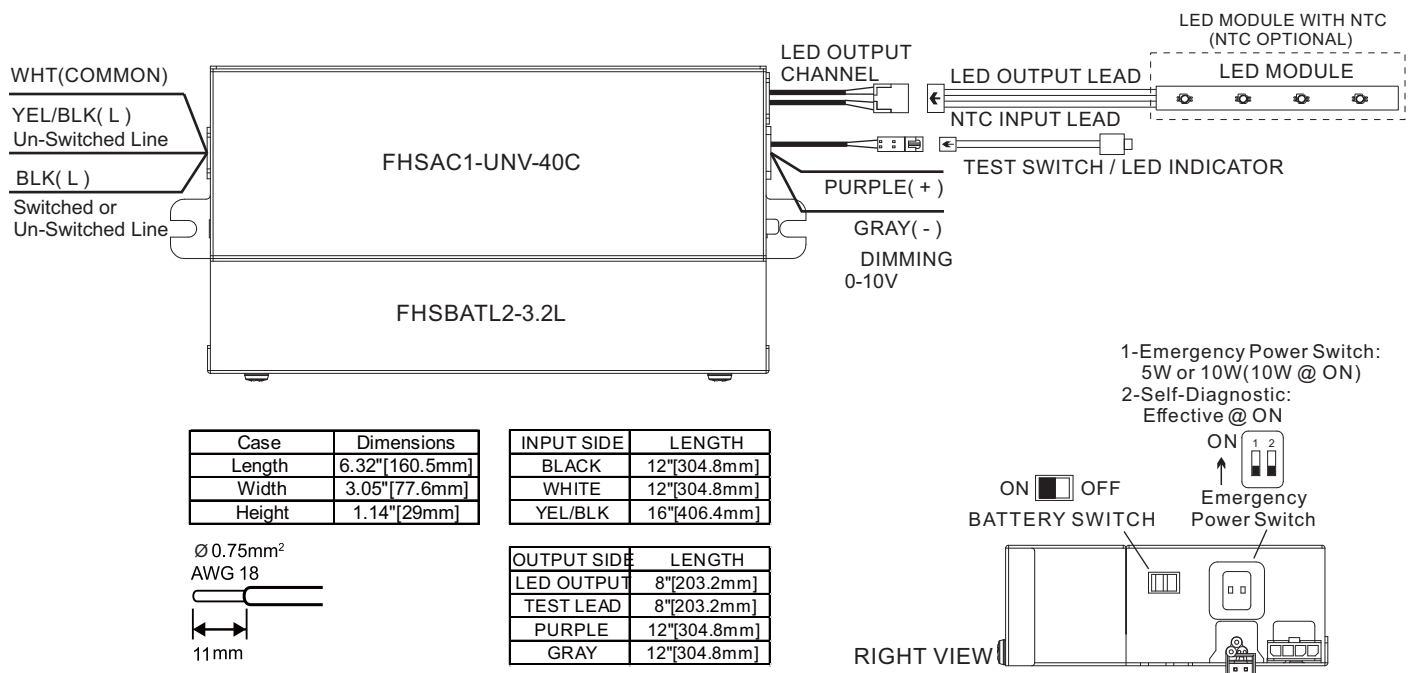 LED MODULE WITH NTC
(NTC OPTIONAL)
LED OUTPUT
CHANNEL
LED OUTPUT LEAD
LED MODULE
WHT(COMMON)
YEL/BLK( L )
Un-Switched Line
BLK( L )
Switched or
Un-Switched Line
FHSAC1-UNV-40C
NTC INPUT LEAD
TEST SWITCH / LED INDICATOR
PURPLE( + )
GRAY( - )
DIMMING
0-10V
FHSBATL2-3.2L
1-Emergency Power Switch:
5W or 10W(10W @ ON)
2-Self-Diagnostic:
Effective @ ON
ON 1 2
Emergency
Power Switch
ON OFF
BATTERY SWITCH
Case Dimensions
Length 6.32"[160.5mm]
Width 3.05"[77.6mm]
Height 1.14"[29mm]
INPUT SIDE LENGTH
BLACK 12"[304.8mm]
WHITE 12"[304.8mm]
YEL/BLK 16"[406.4mm]
Ø 0.75mm²
AWG 18
11mm
OUTPUT SIDE LENGTH
LED OUTPUT 8"[203.2mm]
TEST LEAD 8"[203.2mm]
PURPLE 12"[304.8mm]
GRAY 12"[304.8mm]
RIGHT VIEW